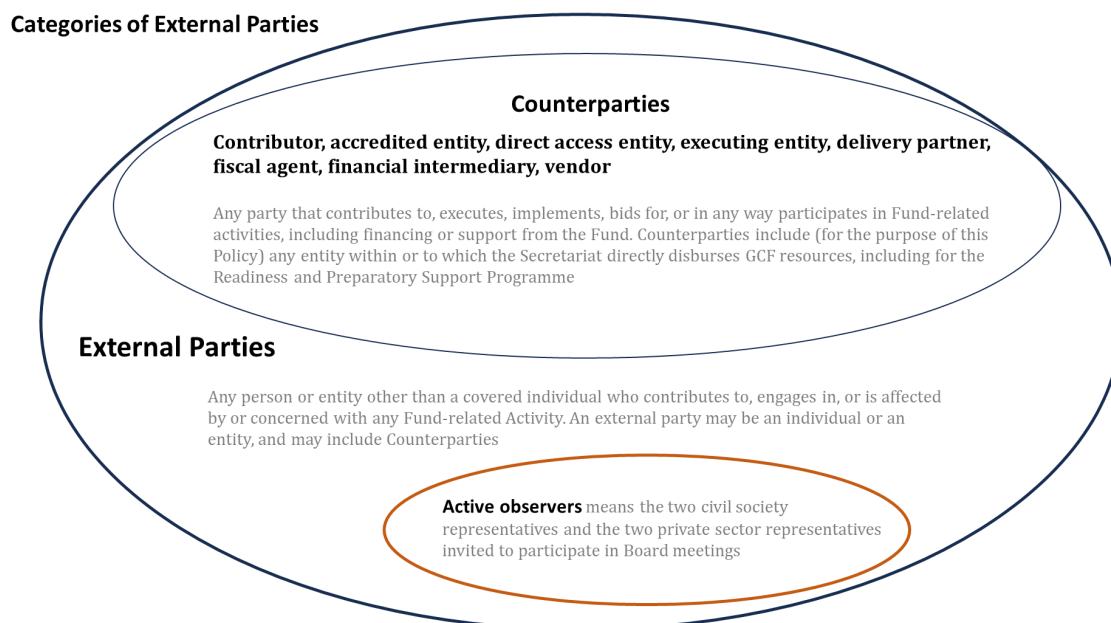 Categories of External Parties
Counterparties
Contributor, accredited entity, direct access entity, executing entity, delivery partner,
fiscal agent, financial intermediary, vendor
Any party that contributes to, executes, implements, bids for, or in any way participates in Fund-related
activities, including financing or support from the Fund. Counterparties include (for the purpose of this
Policy) any entity within or to which the Secretariat directly disburses GCF resources, including for the
Readiness and Preparatory Support Programme
External Parties
Any person or entity other than a covered individual who contributes to, engages in, or is affected
by or concerned with any Fund-related Activity. An external party may be an individual or an
entity, and may include Counterparties
Active observers means the two civil society
representatives and the two private sector representatives
invited to participate in Board meetings